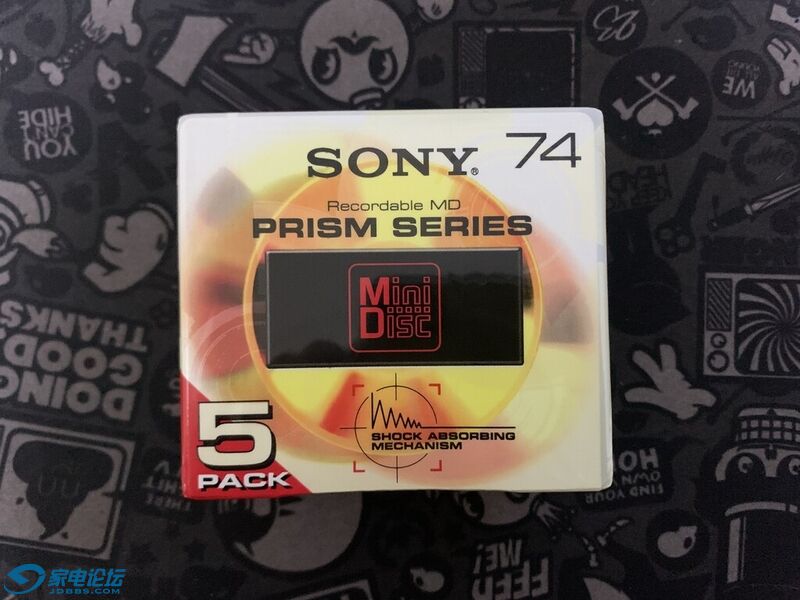 SONY®
74
Recordable MD
PRISM SERIES
Mini
Disc
5
PACK
SHOCK ABSORBING
MECHANISM
YOU
CAN'T
HIDE
WE
DOING
GOOD,
THANKS.
FIND OWN
YOUR
FEED
ME!
家电论坛
JDBBS.COM